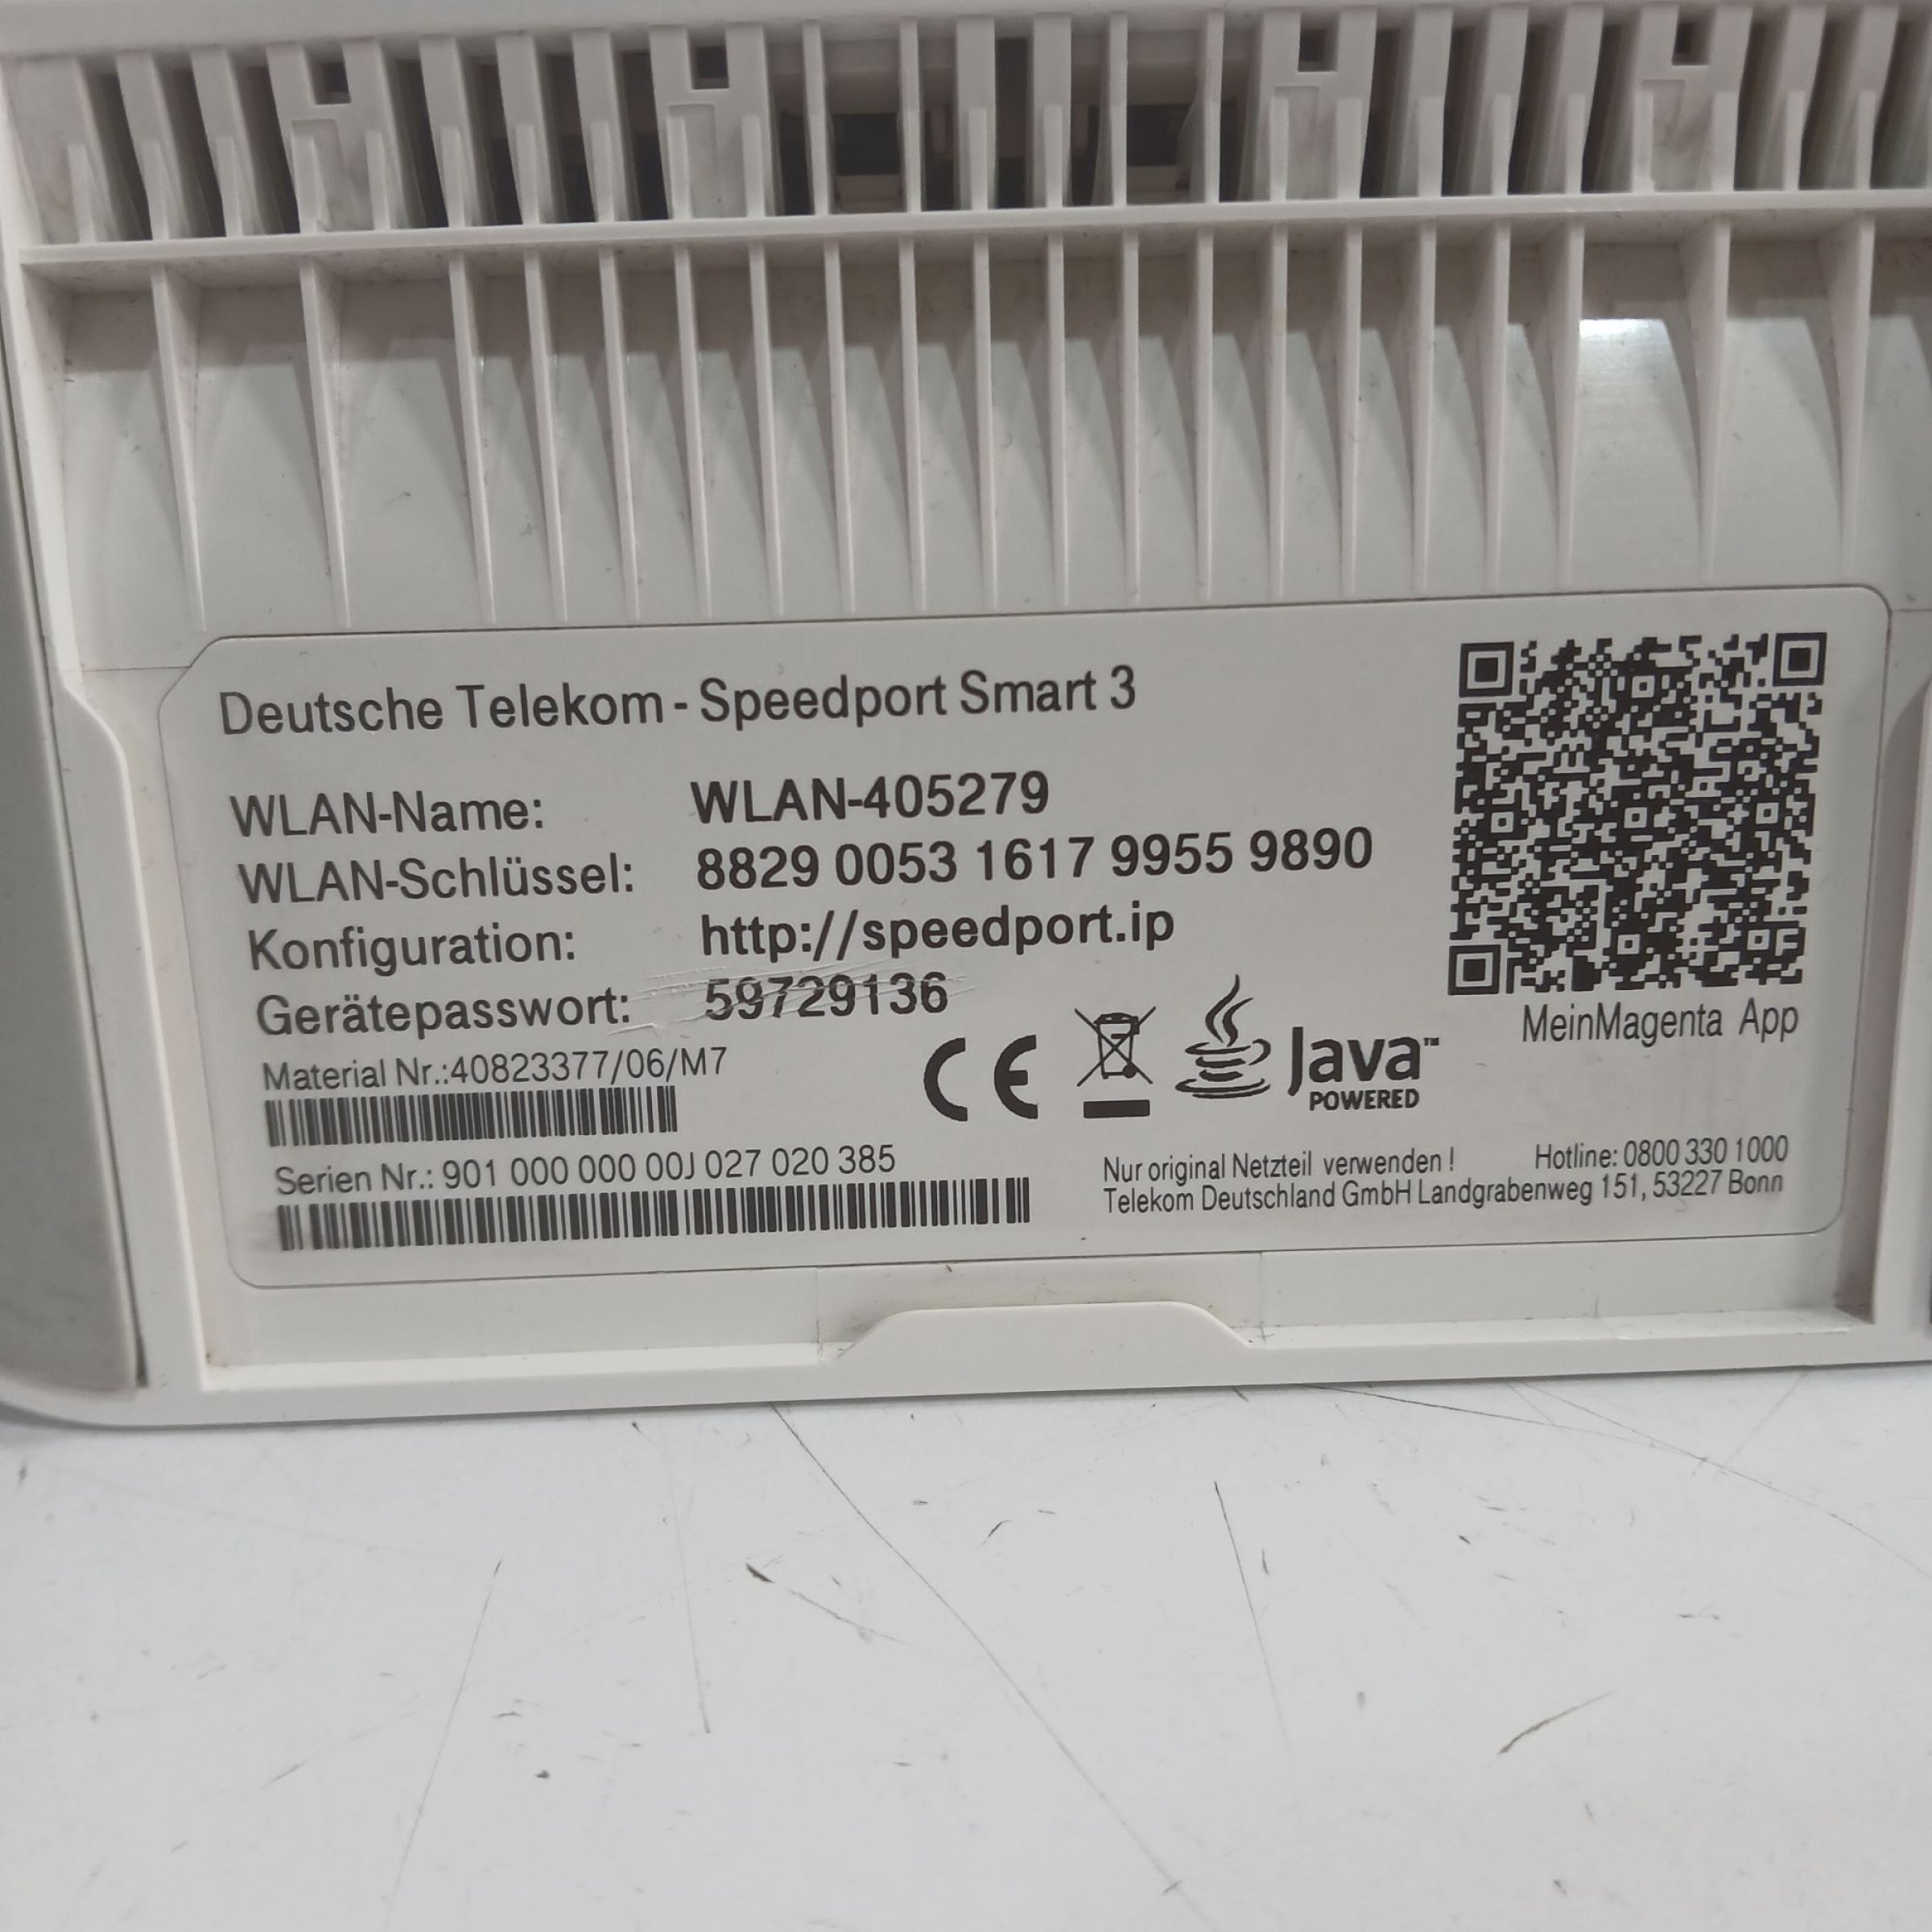 Deutsche Telekom - Speedport Smart 3
WLAN-Name: WLAN-405279
WLAN-Schlüssel: 8829 0053 1617 9955 9890
Konfiguration: http://speedport.ip
Gerätepasswort: 59729136
Material Nr.:40823377/06/M7
Serien Nr.: 901 000 000 00J 027 020 385
CE
Java™
POWERED
MeinMagenta App
Nur original Netzteil verwenden ! Hotline: 0800 330 1000
Telekom Deutschland GmbH Landgrabenweg 151, 53227 Bonn